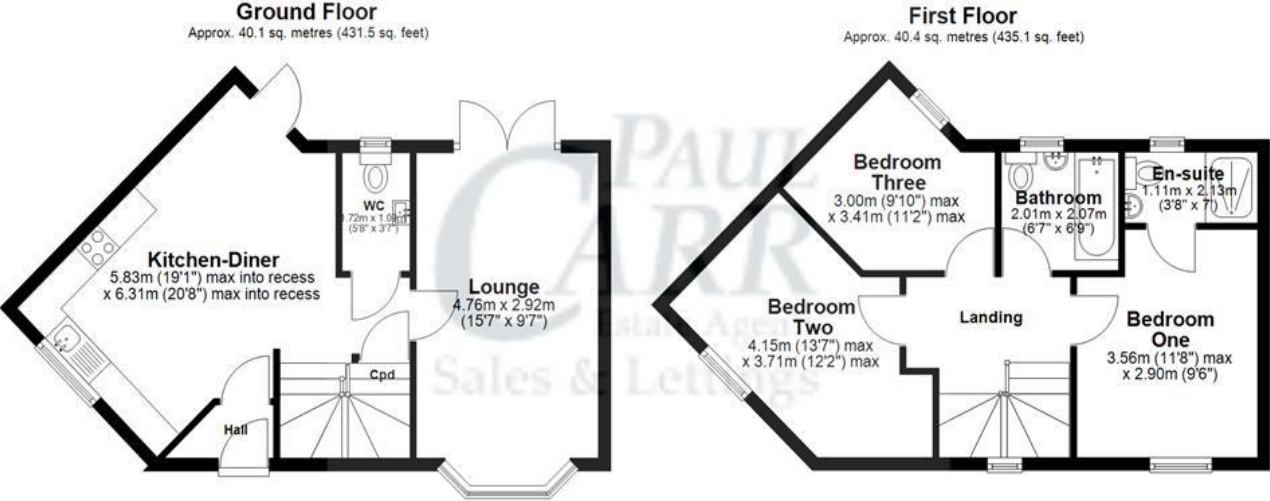 Ground Floor
Approx. 40.1 sq. metres (431.5 sq. feet)
Kitchen-Diner
5.83m (19'1") max into recess
x 6.31m (20'8") max into recess
WC
(5'8" x 3'7")
Lounge
4.76m x 2.92m
(15'7" x 9'7")
Cpd
Hall
First Floor
Approx. 40.4 sq. metres (435.1 sq. feet)
Bedroom
Three
3.00m (9'10") max
x 3.41m (11'2") max
Bathroom
2.01m x 2.07m
(6'7" x 6'9")
En-suite
1.11m x 2.13m
(3'8" x 7')
Bedroom
Two
4.15m (13'7") max
x 3.71m (12'2") max
Landing
Bedroom
One
3.56m (11'8") max
x 2.90m (9'6")
PAUL
CARR
Estate Agen
Sales & Lettings